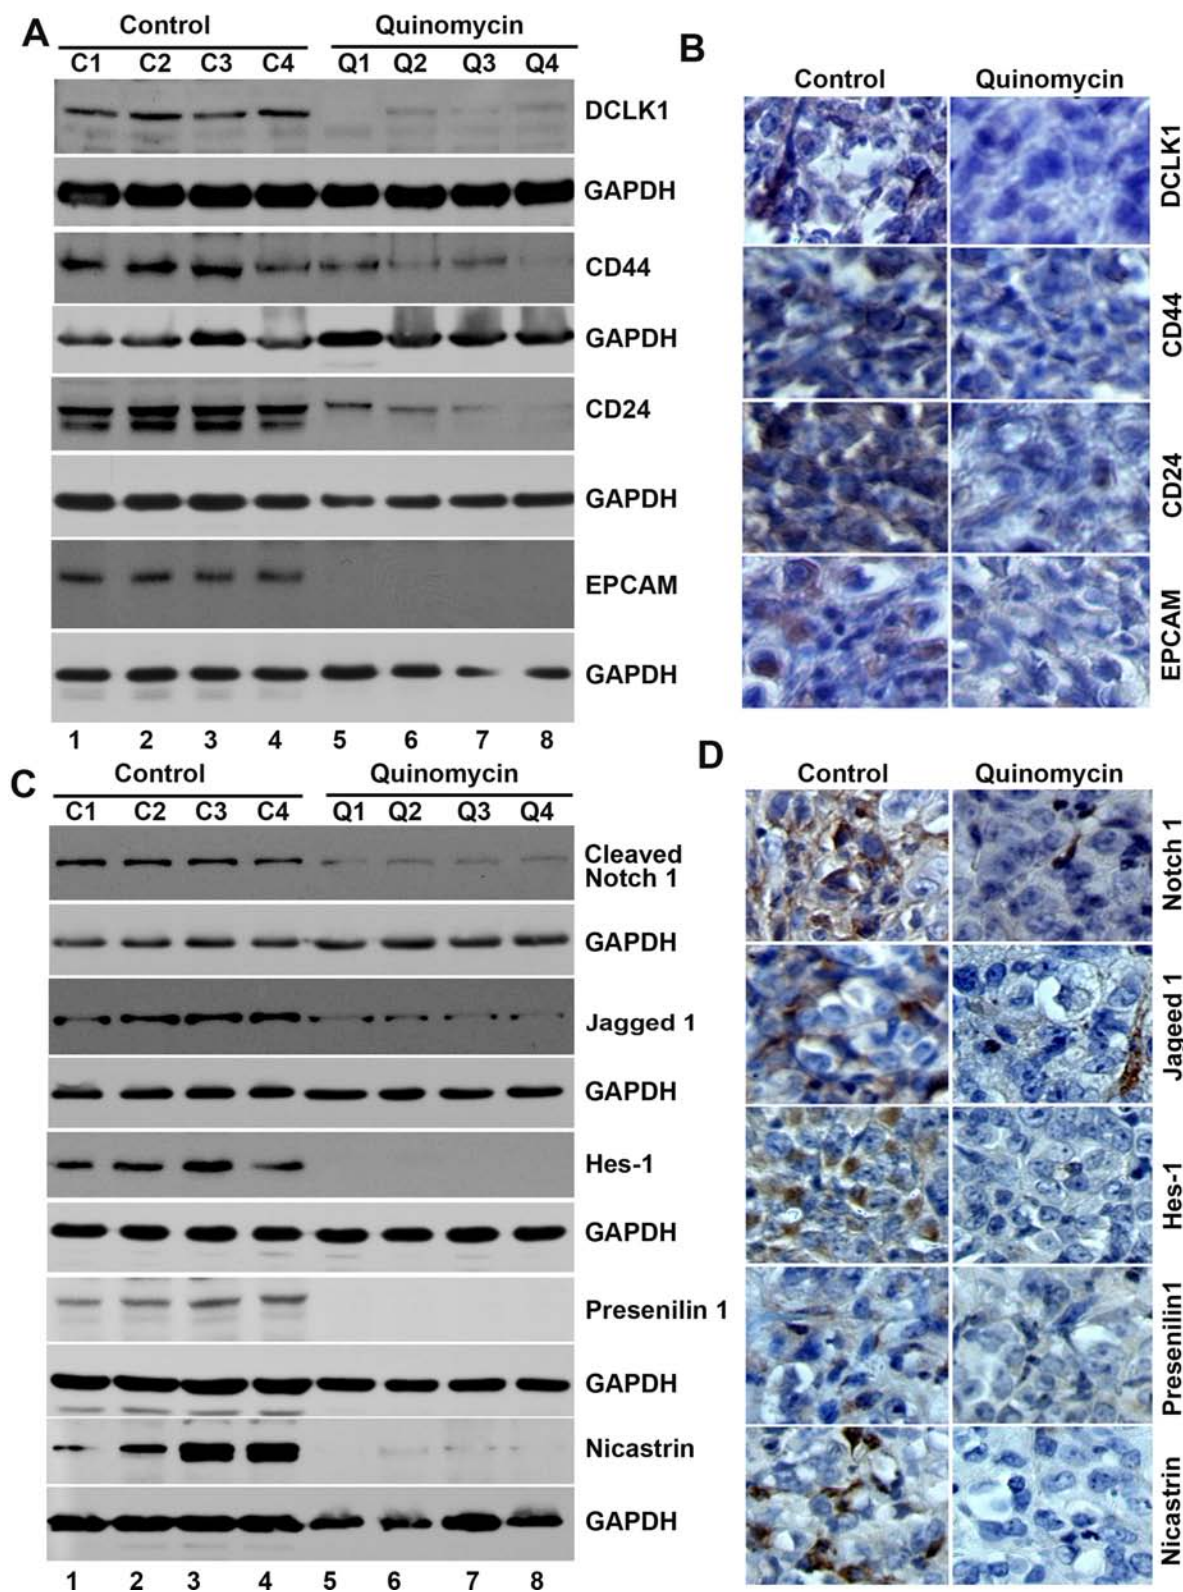 A
Control Quinomycin
C1 C2 C3 C4 Q1 Q2 Q3 Q4
DCLK1
GAPDH
CD44
GAPDH
CD24
GAPDH
EPCAM
GAPDH
1 2 3 4 5 6 7 8
B
Control Quinomycin
DCLK1
CD44
CD24
EPCAM
C
Control Quinomycin
C1 C2 C3 C4 Q1 Q2 Q3 Q4
Cleaved
Notch 1
GAPDH
Jagged 1
GAPDH
Hes-1
GAPDH
Presenilin 1
GAPDH
Nicastrin
GAPDH
1 2 3 4 5 6 7 8
D
Control Quinomycin
Notch 1
Jageed 1
Hes-1
Presenilin1
Nicastrin